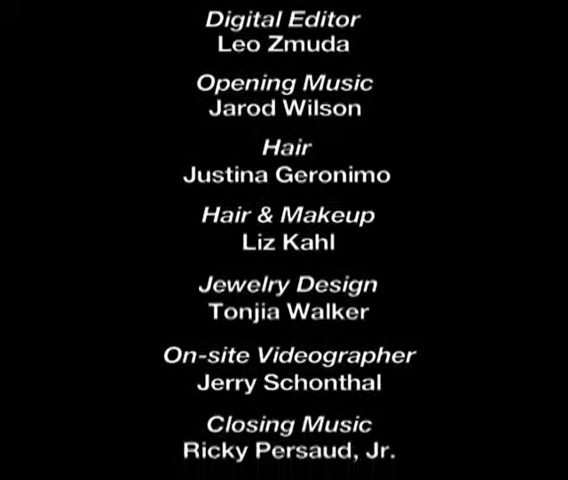 Digital Editor
Leo Zmuda
Opening Music
Jarod Wilson
Hair
Justina Geronimo
Hair & Makeup
Liz Kahl
Jewelry Design
Tonjia Walker
On-site Videographer
Jerry Schonthal
Closing Music
Ricky Persaud, Jr.